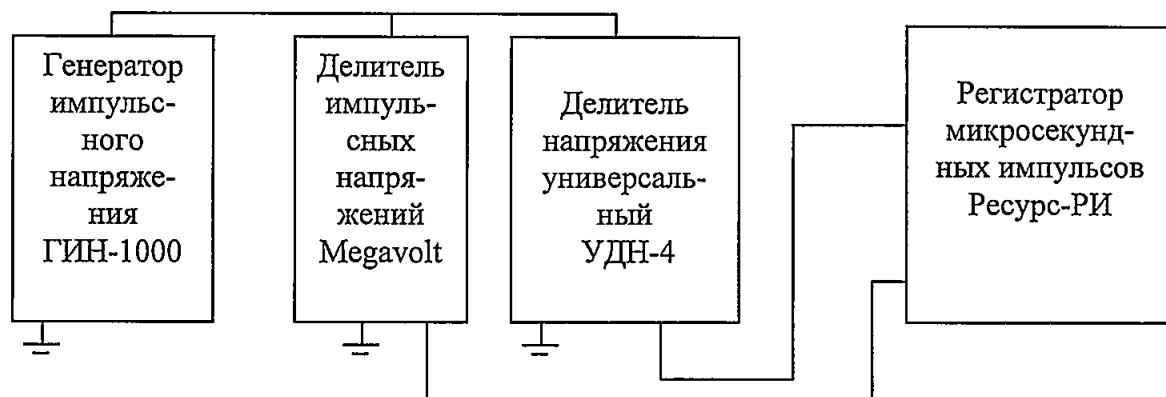 Генератор
импульс-
ного
напряже-
ния
ГИН-1000
Делитель
импуль-
сных
напря-
жений
Megavolt
Делитель
напряжения
универсаль-
ный
УДН-4
Регистратор
микросекунд-
ных импульсов
Ресурс-РИ